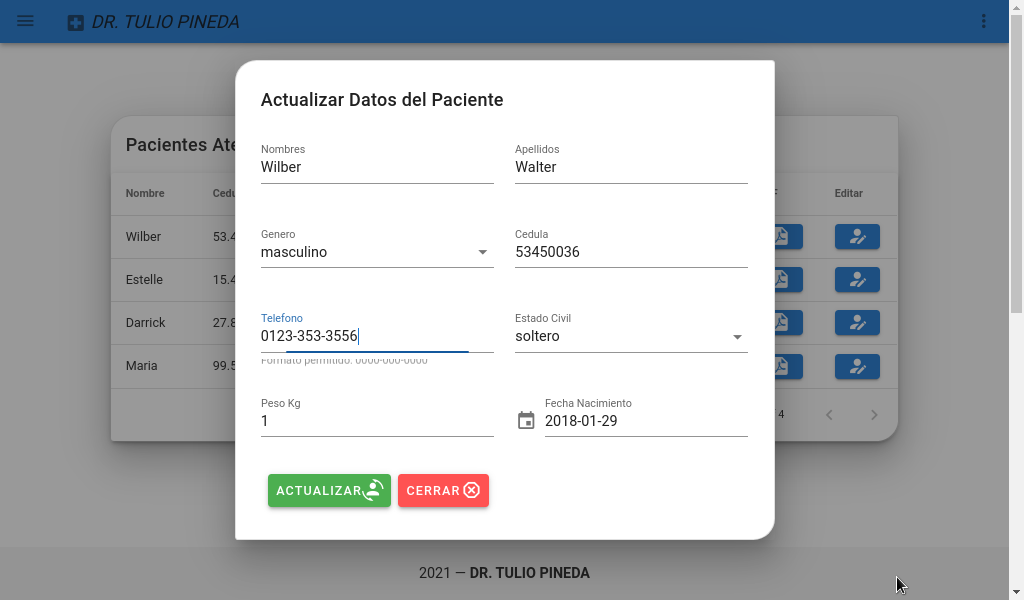 DR. TULIO PINEDA
Actualizar Datos del Paciente
Pacientes Ate
Nombres
Wilber
Apellidos
Walter
Nombre
Cedu
Editar
Genero
masculino
Cedula
53450036
Wilber
53.4
Estelle
15.4
Darrick
27.8
Maria
99.5
Telefono
0123-353-3556
Formato permitido: 0000-000-0000
Estado Civil
soltero
Peso Kg
1
Fecha Nacimiento
2018-01-29
4
ACTUALIZAR
CERRAR
2021 — DR. TULIO PINEDA